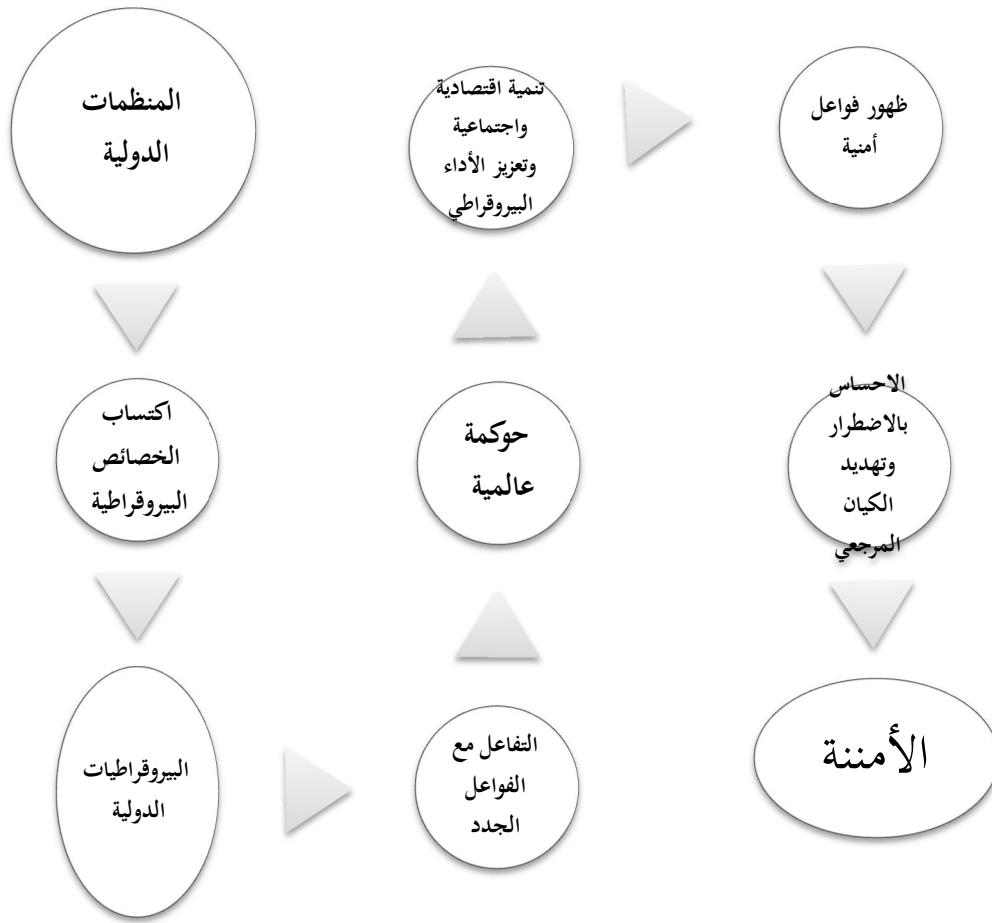 المنظمات
الدولية
اكتساب
الخصائص
البيروقراطية
البيروقراطيات
الدولية
التفاعل مع
الفواعل
الجدد
حوكمة
عالمية
تنمية اقتصادية
واجتماعية
وتعزيز الأداء
البيروقراطي
ظهور فواعل
أمنية
الاحساس
بالاضطرار
وتهديد
الكيان
المرجعي
الأمننة